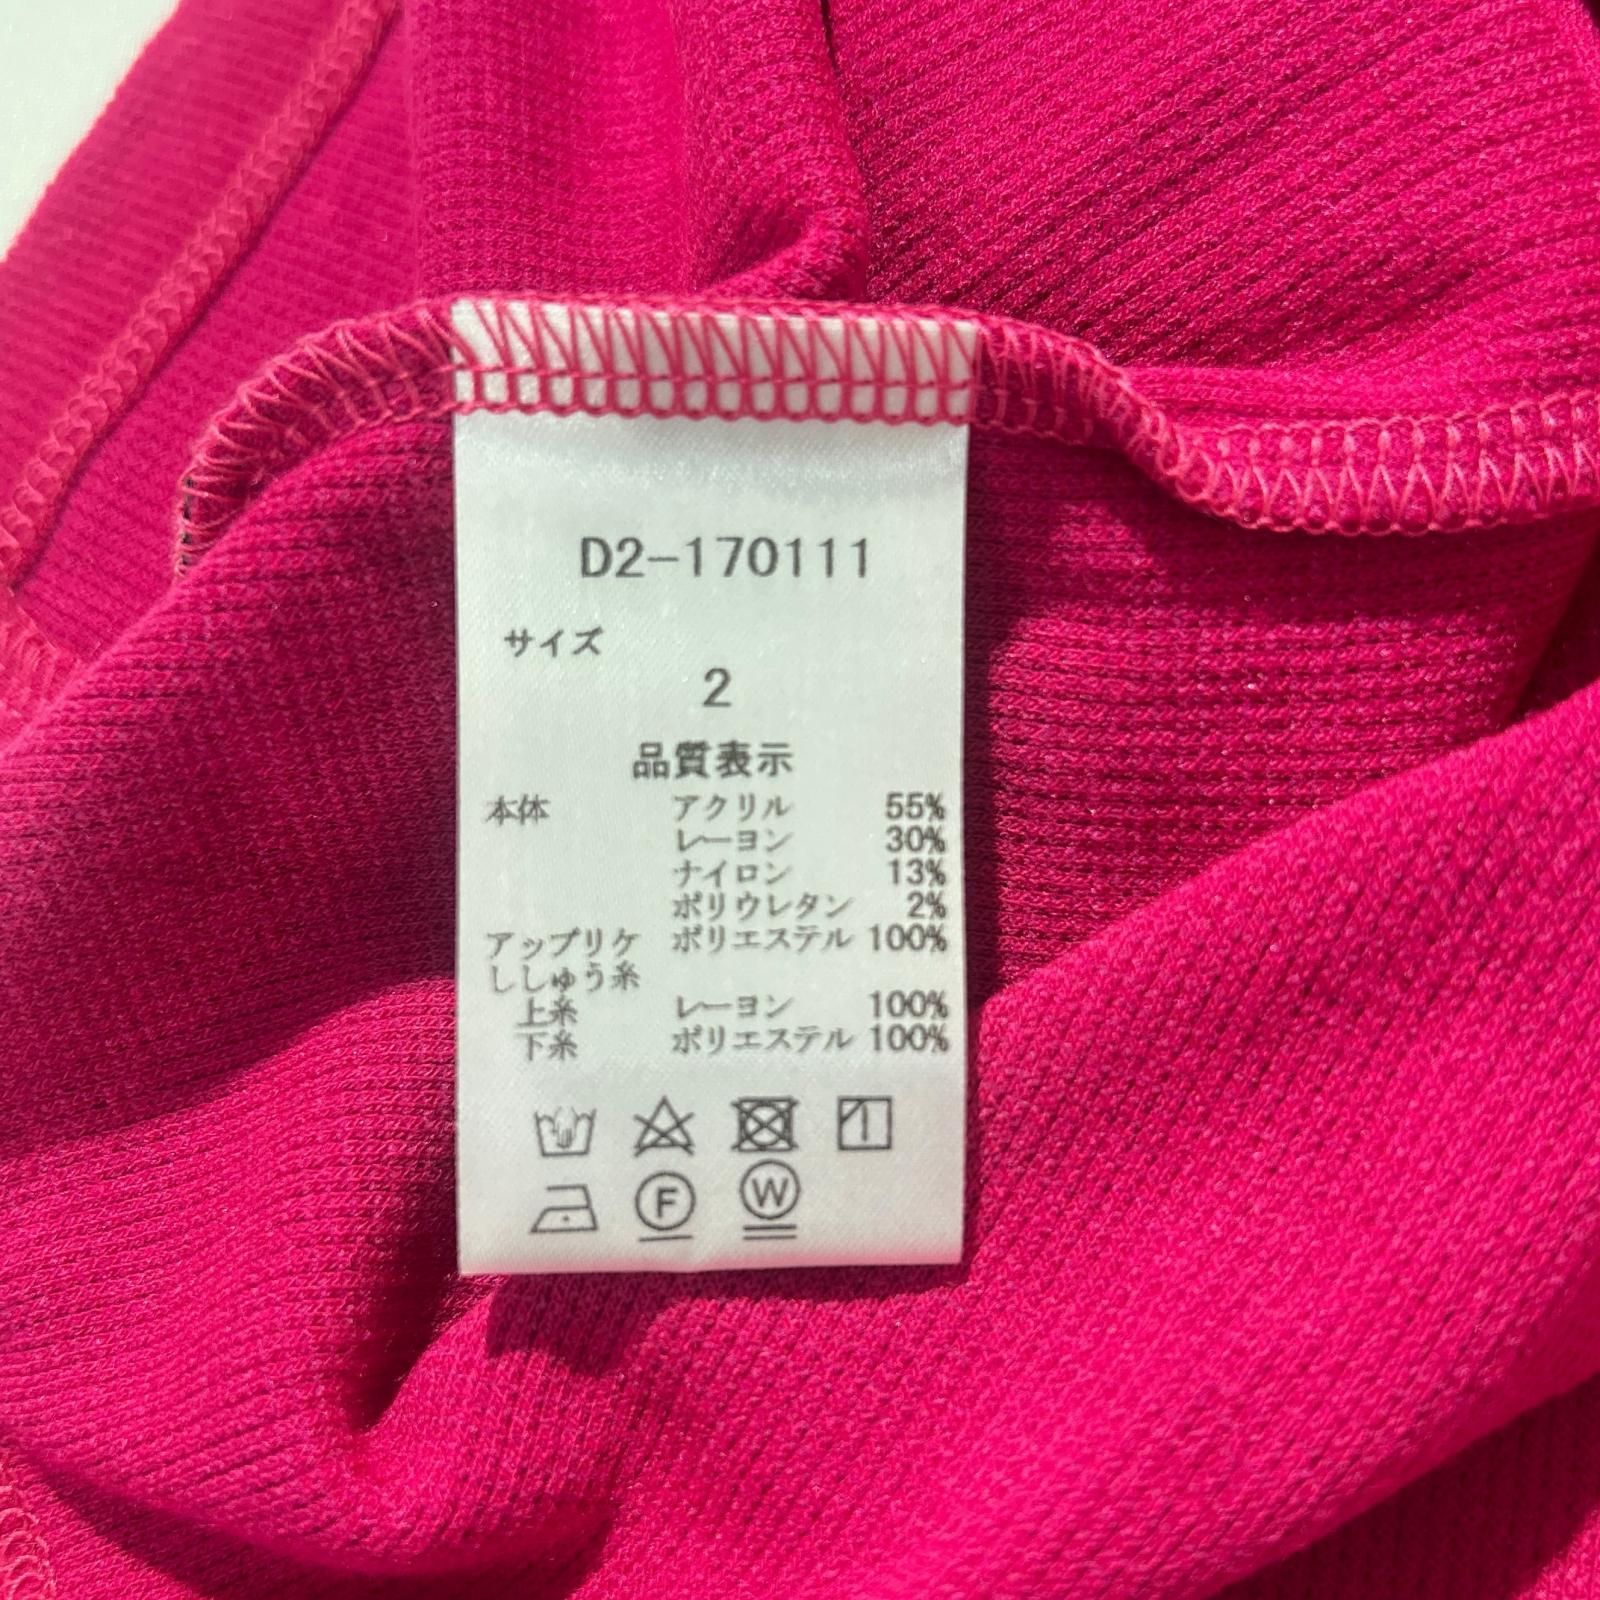 D2-170111
サイズ
2
品質表示
本体 アクリル 55%
レーヨン 30%
ナイロン 13%
ポリウレタン 2%
アップリケ ポリエステル 100%
ししゅう糸
上糸 レーヨン 100%
下糸 ポリエステル 100%
F W